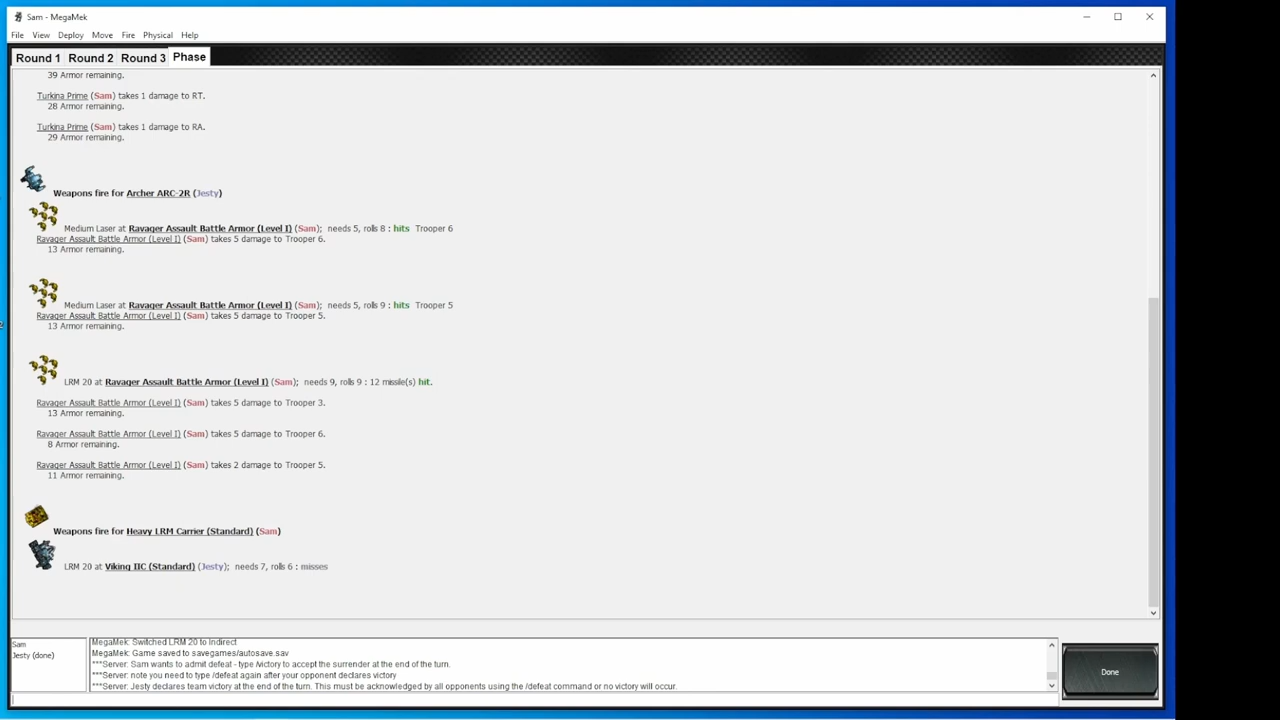 Sam - MegaMek
File View Deploy Move Fire Physical Help
Round 1 Round 2 Round 3 Phase
39 Armor remaining.
Turkina Prime (Sam) takes 1 damage to RT.
28 Armor remaining.
Turkina Prime (Sam) takes 1 damage to RA.
29 Armor remaining.
Weapons fire for Archer ARC-2R (Jesty)
Medium Laser at Ravager Assault Battle Armor (Level I) (Sam); needs 5, rolls 8 : hits Trooper 6
Ravager Assault Battle Armor (Level I) (Sam) takes 5 damage to Trooper 6.
13 Armor remaining.
Medium Laser at Ravager Assault Battle Armor (Level I) (Sam); needs 5, rolls 9 : hits Trooper 5
Ravager Assault Battle Armor (Level I) (Sam) takes 5 damage to Trooper 5.
13 Armor remaining.
LRM 20 at Ravager Assault Battle Armor (Level I) (Sam); needs 9, rolls 9 : 12 missile(s) hit.
Ravager Assault Battle Armor (Level I) (Sam) takes 5 damage to Trooper 3.
13 Armor remaining.
Ravager Assault Battle Armor (Level I) (Sam) takes 5 damage to Trooper 6.
8 Armor remaining.
Ravager Assault Battle Armor (Level I) (Sam) takes 2 damage to Trooper 5.
11 Armor remaining.
Weapons fire for Heavy LRM Carrier (Standard) (Sam)
LRM 20 at Viking IIC (Standard) (Jesty); needs 7, rolls 6 : misses
Sam
Jesty (done)
MegaMek: Switched LRM 20 to Indirect
MegaMek: Game saved to savegames/autosave.sav
***Server: Sam wants to admit defeat - type /victory to accept the surrender at the end of the turn.
***Server: note you need to type /defeat again after your opponent declares victory
***Server: Jesty declares team victory at the end of the turn. This must be acknowledged by all opponents using the /defeat command or no victory will occur.
Done